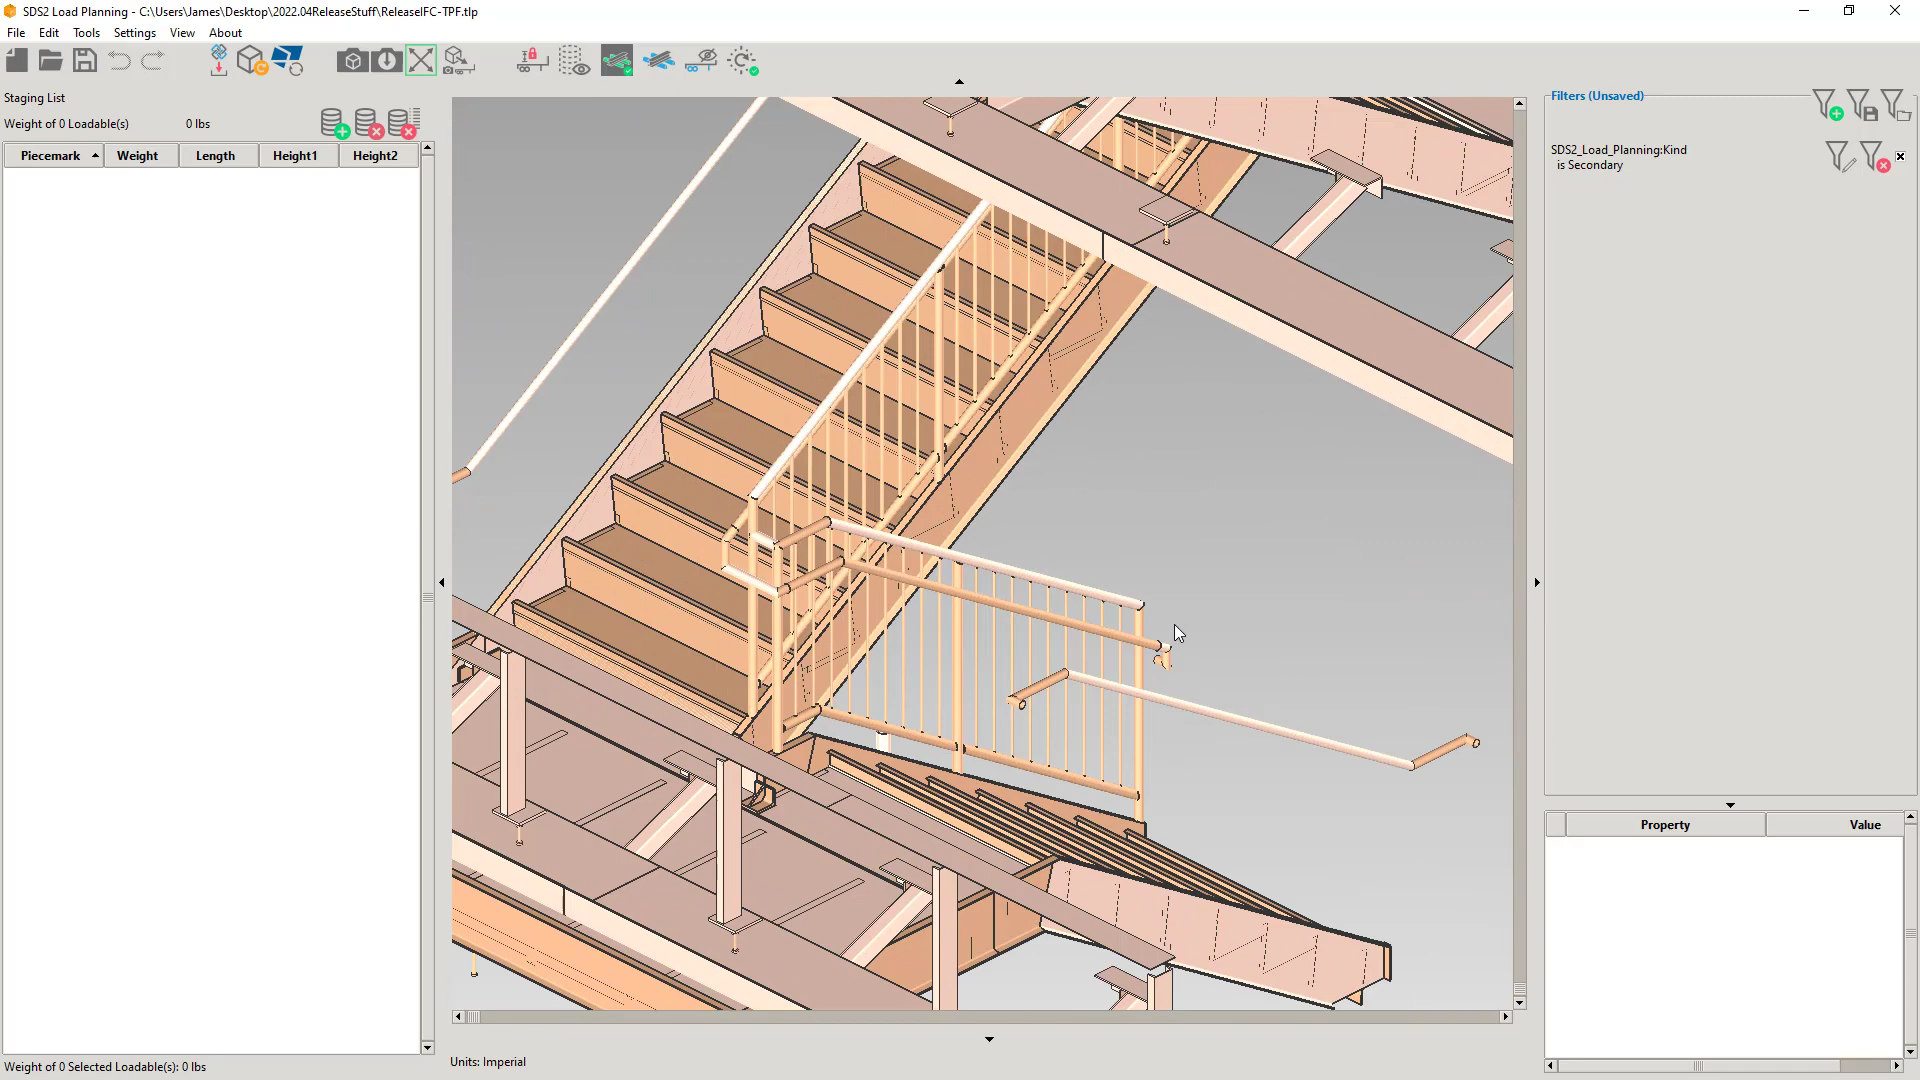 SDS2 Load Planning - C:\Users\James\Desktop\2022.04ReleaseStuff\ReleaseIFC-TPF.tlp
File Edit Tools Settings View About
Staging List
Weight of 0 Loadable(s) 0 lbs
Piecemark Weight Length Height1 Height2
Filters (Unsaved)
SDS2_Load_Planning:Kind
is Secondary
Property Value
Units: Imperial
Weight of 0 Selected Loadable(s): 0 lbs